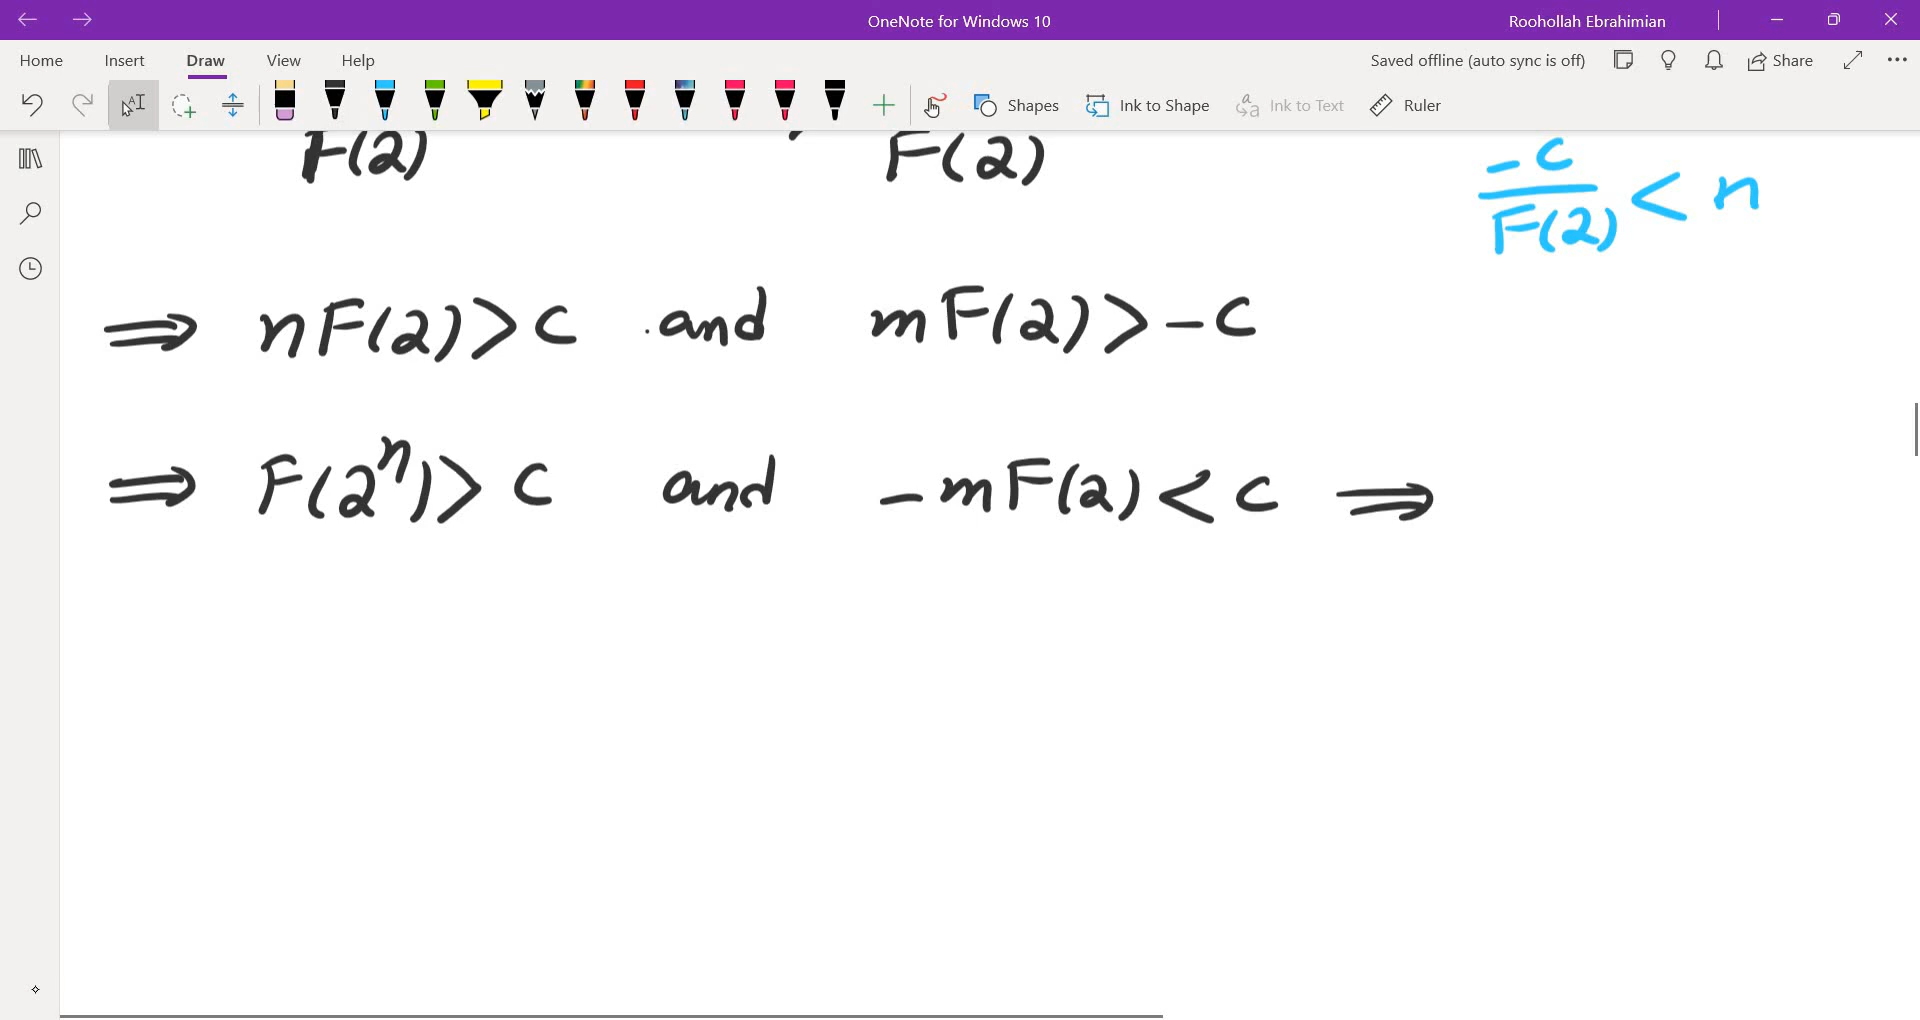 OneNote for Windows 10
Roohollah Ebrahimian
Home Insert Draw View Help
Saved offline (auto sync is off) Share
Shapes Ink to Shape Ink to Text Ruler
F(2) , F(2)
-c / F(2) < n
⟹ nF(2) > c and mF(2) > -c
⟹ F(2^n) > c and -mF(2) < c ⟹